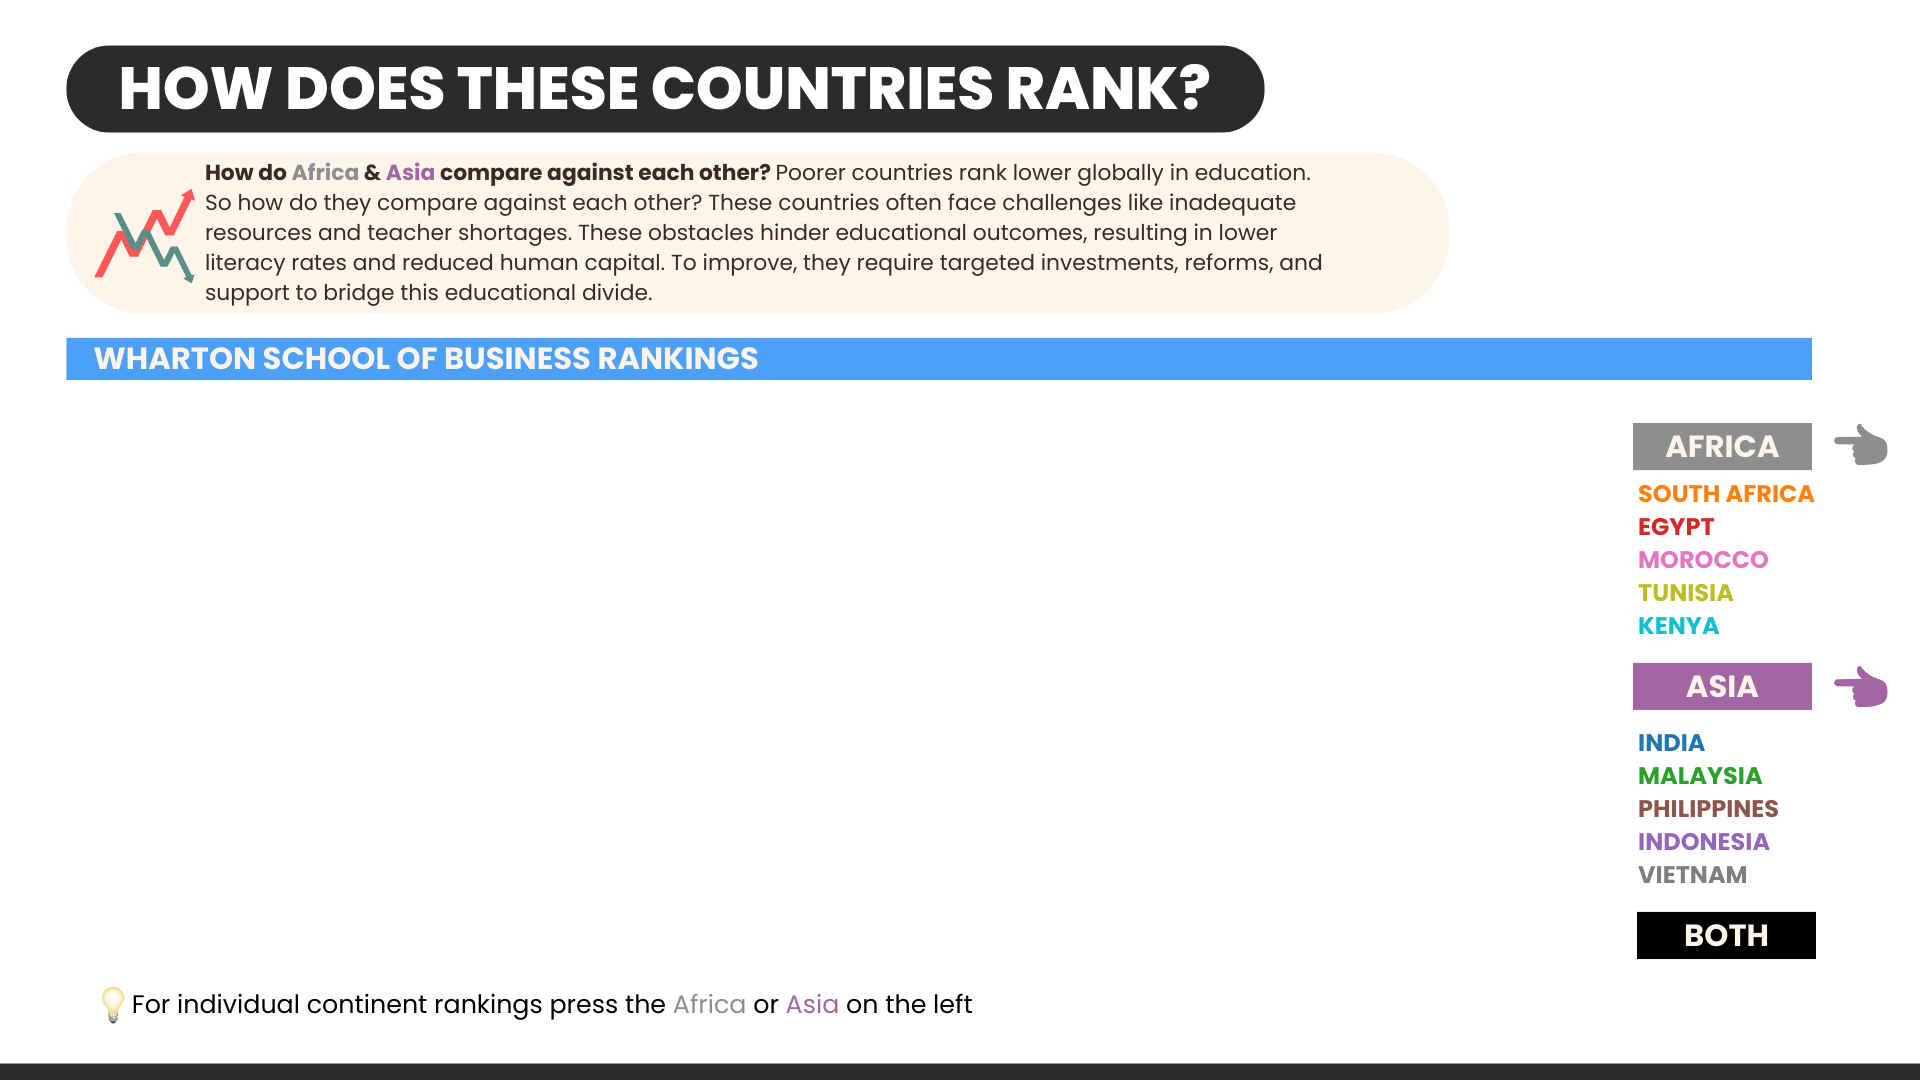 HOW DOES THESE COUNTRIES RANK?
How do Africa & Asia compare against each other? Poorer countries rank lower globally in education.
So how do they compare against each other? These countries often face challenges like inadequate
resources and teacher shortages. These obstacles hinder educational outcomes, resulting in lower
literacy rates and reduced human capital. To improve, they require targeted investments, reforms, and
support to bridge this educational divide.
WHARTON SCHOOL OF BUSINESS RANKINGS
AFRICA
SOUTH AFRICA
EGYPT
MOROCCO
TUNISIA
KENYA
ASIA
INDIA
MALAYSIA
PHILIPPINES
INDONESIA
VIETNAM
BOTH
For individual continent rankings press the Africa or Asia on the left